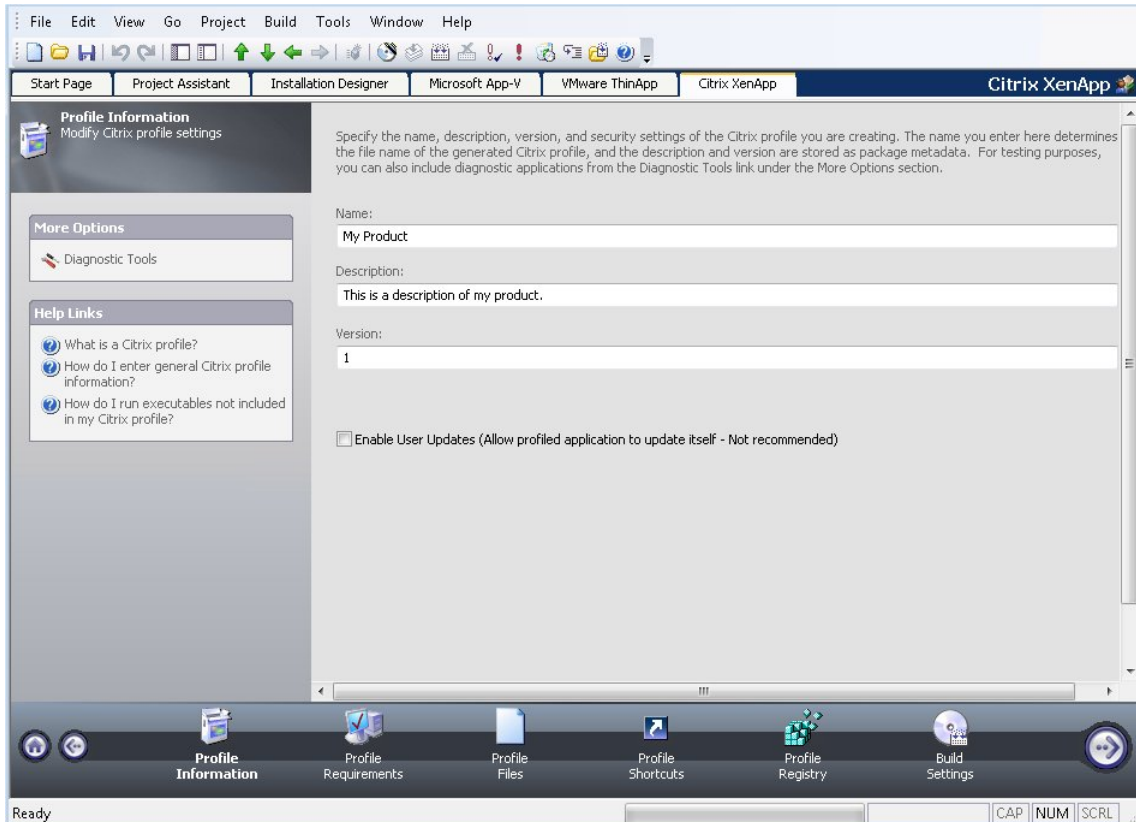 File Edit View Go Project Build Tools Window Help
Start Page Project Assistant Installation Designer Microsoft App-V VMware ThinApp Citrix XenApp Citrix XenApp
Profile Information
Modify Citrix profile settings
More Options
Diagnostic Tools
Help Links
What is a Citrix profile?
How do I enter general Citrix profile
information?
How do I run executables not included
in my Citrix profile?
Specify the name, description, version, and security settings of the Citrix profile you are creating. The name you enter here determines
the file name of the generated Citrix profile, and the description and version are stored as package metadata. For testing purposes,
you can also include diagnostic applications from the Diagnostic Tools link under the More Options section.
Name:
My Product
Description:
This is a description of my product.
Version:
1
Enable User Updates (Allow profiled application to update itself - Not recommended)
Profile
Information
Profile
Requirements
Profile
Files
Profile
Shortcuts
Profile
Registry
Build
Settings
Ready CAP NUM SCRL